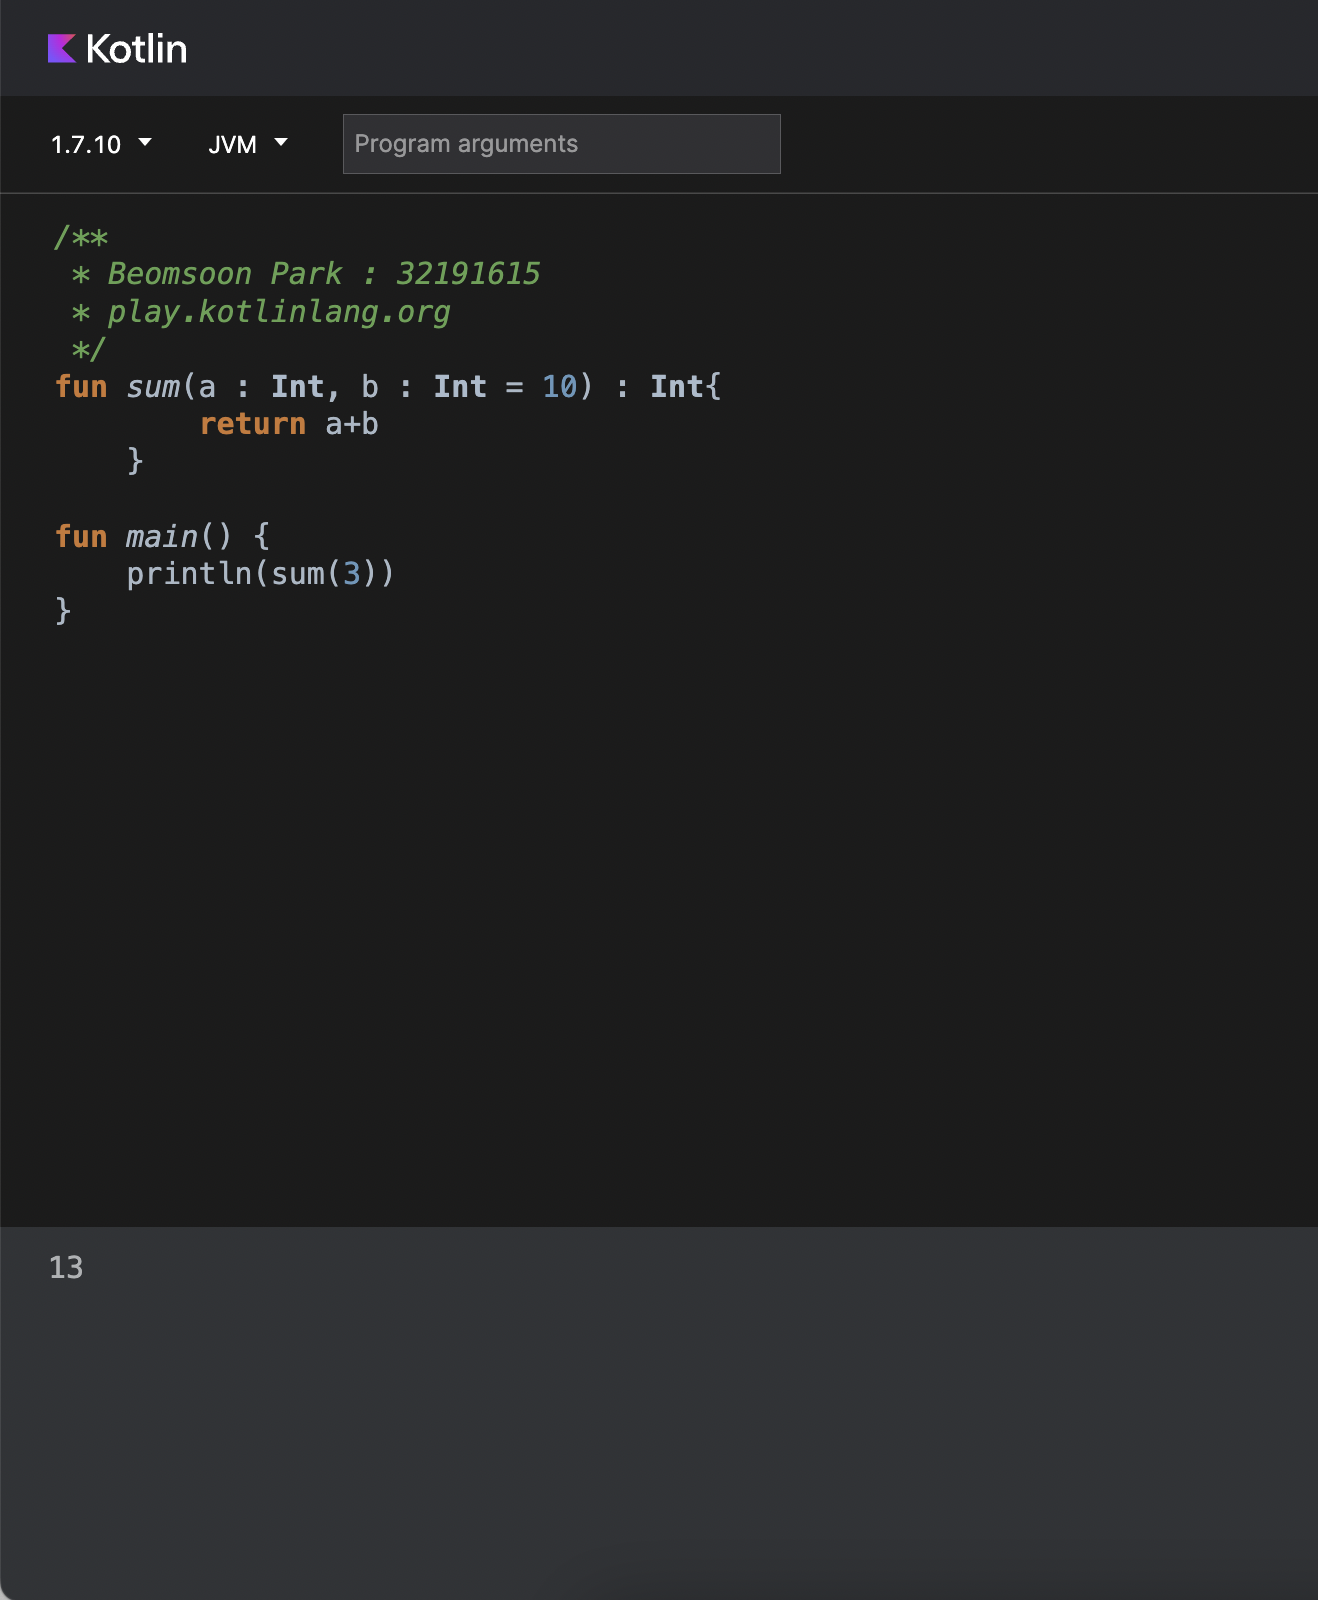 Kotlin
1.7.10 JVM Program arguments
/**
 * Beomsoon Park : 32191615
 * play.kotlinlang.org
 */
fun sum(a : Int, b : Int = 10) : Int{
        return a+b
    }
fun main() {
    println(sum(3))
}
13